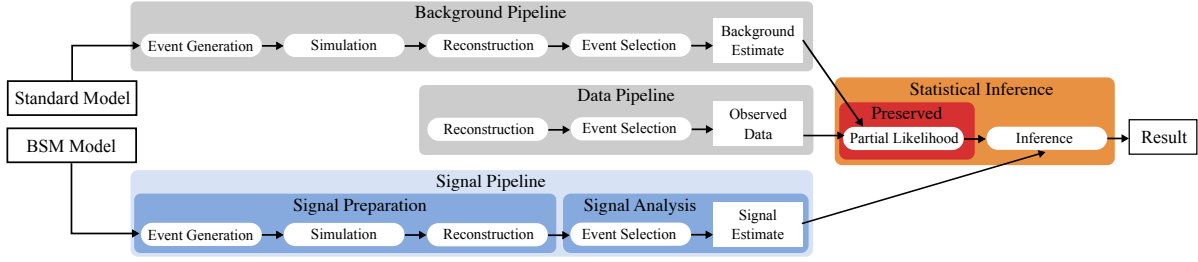 Background Pipeline
Event Generation
Simulation
Reconstruction
Event Selection
Background
Estimate
Standard Model
Data Pipeline
Reconstruction
Event Selection
Observed
Data
Statistical Inference
Preserved
Partial Likelihood
Inference
Result
BSM Model
Signal Pipeline
Signal Preparation
Event Generation
Simulation
Reconstruction
Signal Analysis
Event Selection
Signal
Estimate